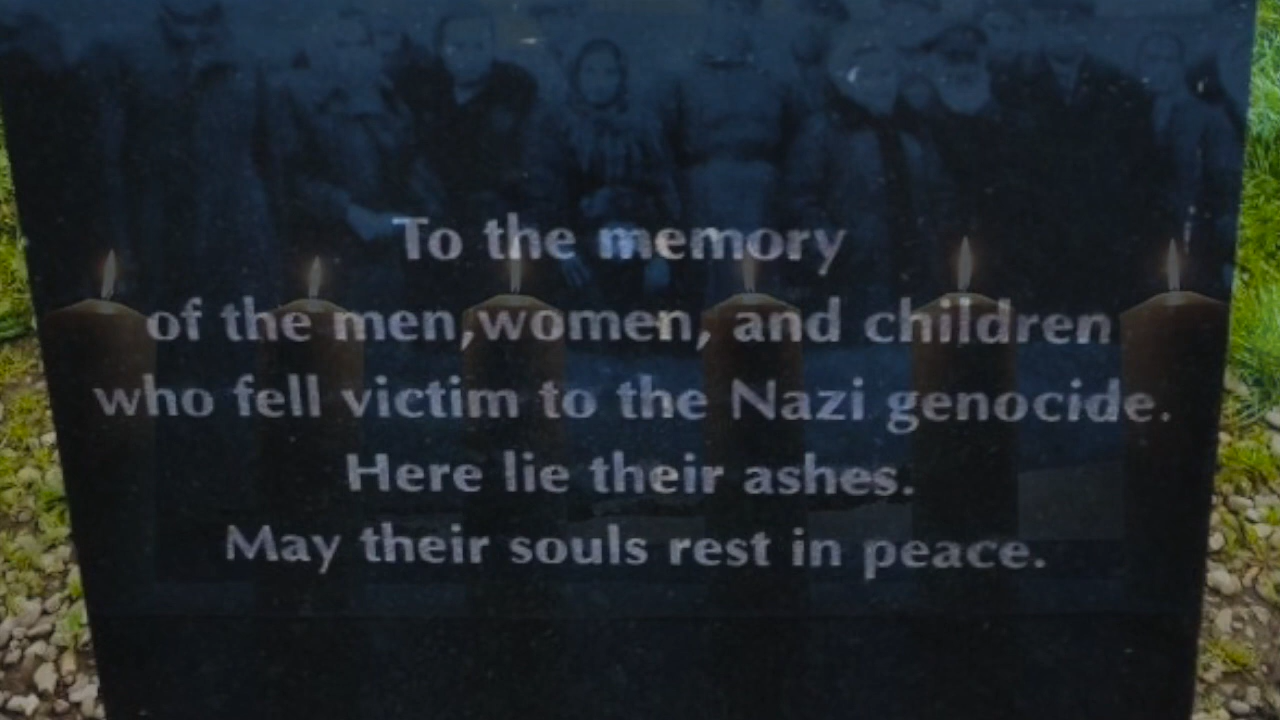 To the memory
of the men,women, and children
who fell victim to the Nazi genocide.
Here lie their ashes.
May their souls rest in peace.